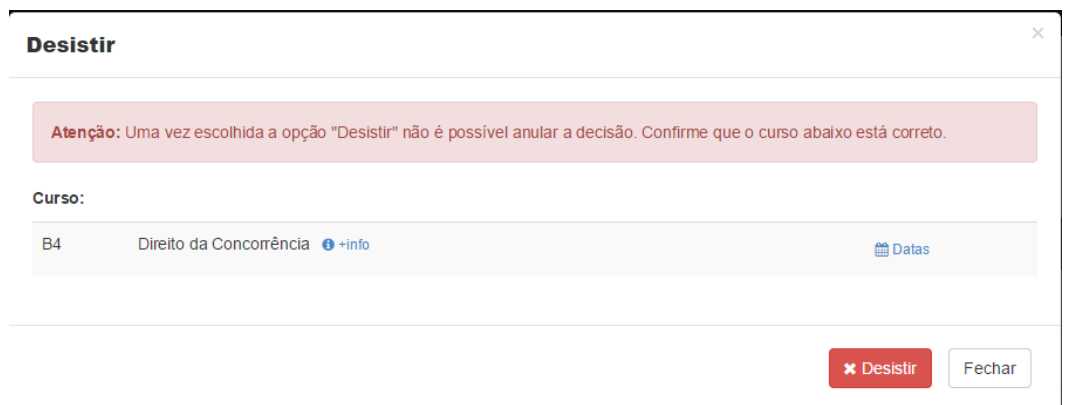 Desistir
×
Atenção: Uma vez escolhida a opção "Desistir" não é possível anular a decisão. Confirme que o curso abaixo está correto.
Curso:
B4 Direito da Concorrência +info Datas
Desistir Fechar